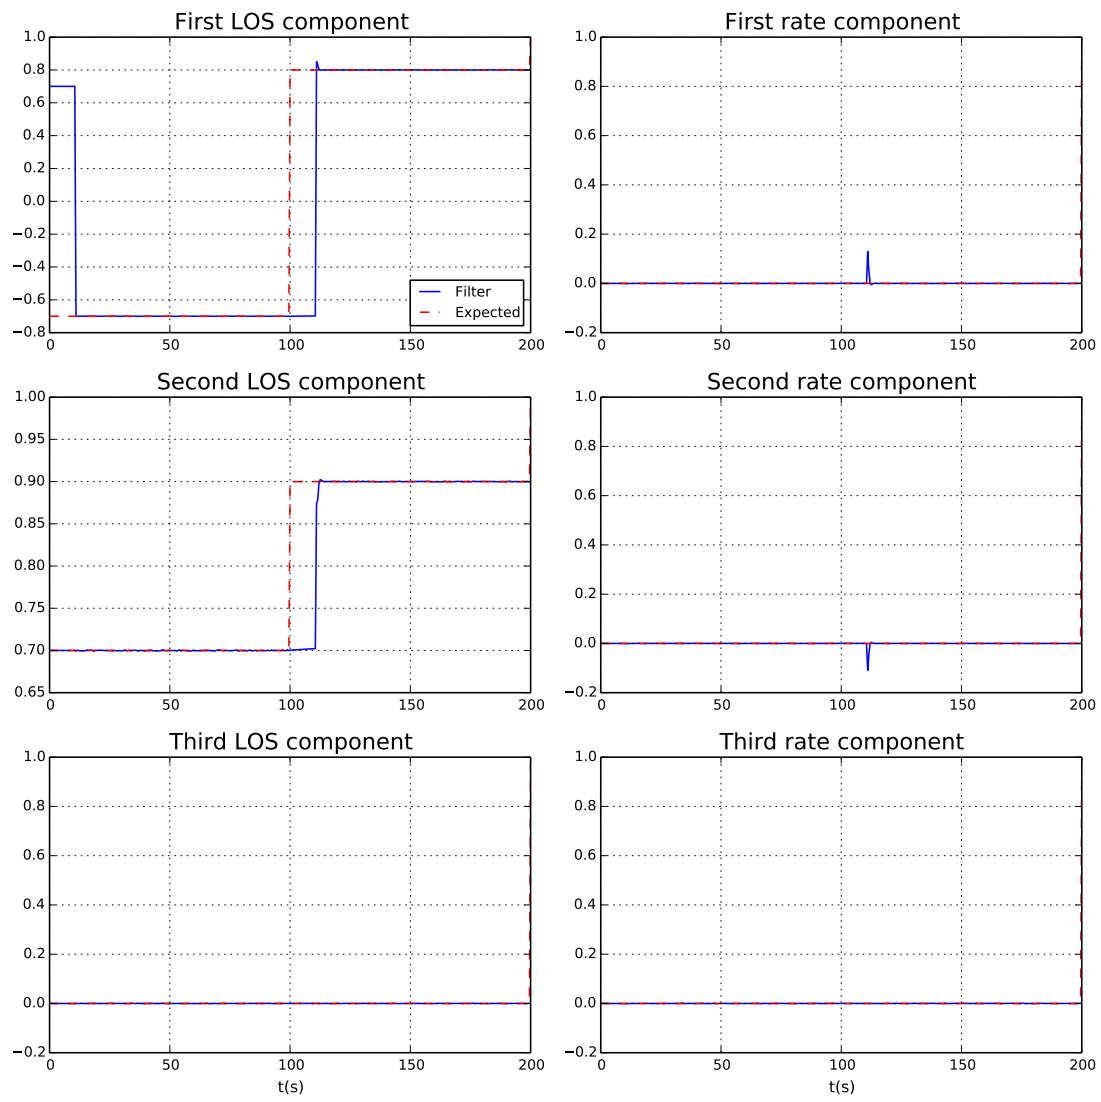 First LOS component
1.0
0.8
0.6
0.4
0.2
0.0
−0.2
−0.4
−0.6
−0.8
0 50 100 150 200
Filter
Expected
First rate component
1.0
0.8
0.6
0.4
0.2
0.0
−0.2
0 50 100 150 200
Second LOS component
1.00
0.95
0.90
0.85
0.80
0.75
0.70
0.65
0 50 100 150 200
Second rate component
1.0
0.8
0.6
0.4
0.2
0.0
−0.2
0 50 100 150 200
Third LOS component
1.0
0.8
0.6
0.4
0.2
0.0
−0.2
0 50 100 150 200
t(s)
Third rate component
1.0
0.8
0.6
0.4
0.2
0.0
−0.2
0 50 100 150 200
t(s)